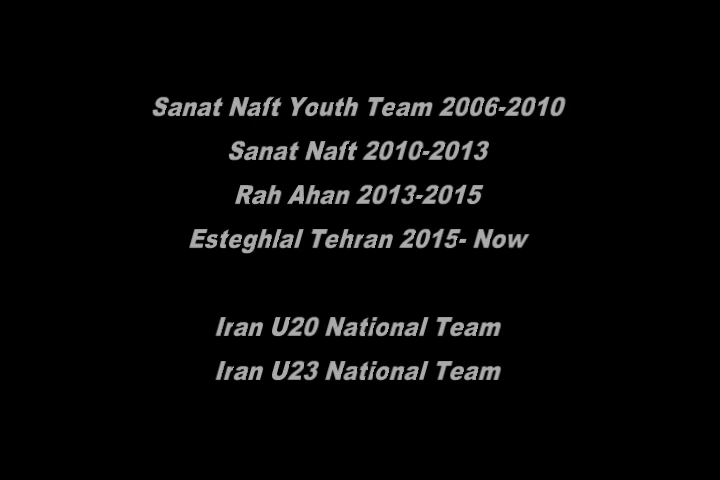 Sanat Naft Youth Team 2006-2010
Sanat Naft 2010-2013
Rah Ahan 2013-2015
Esteghlal Tehran 2015- Now
Iran U20 National Team
Iran U23 National Team